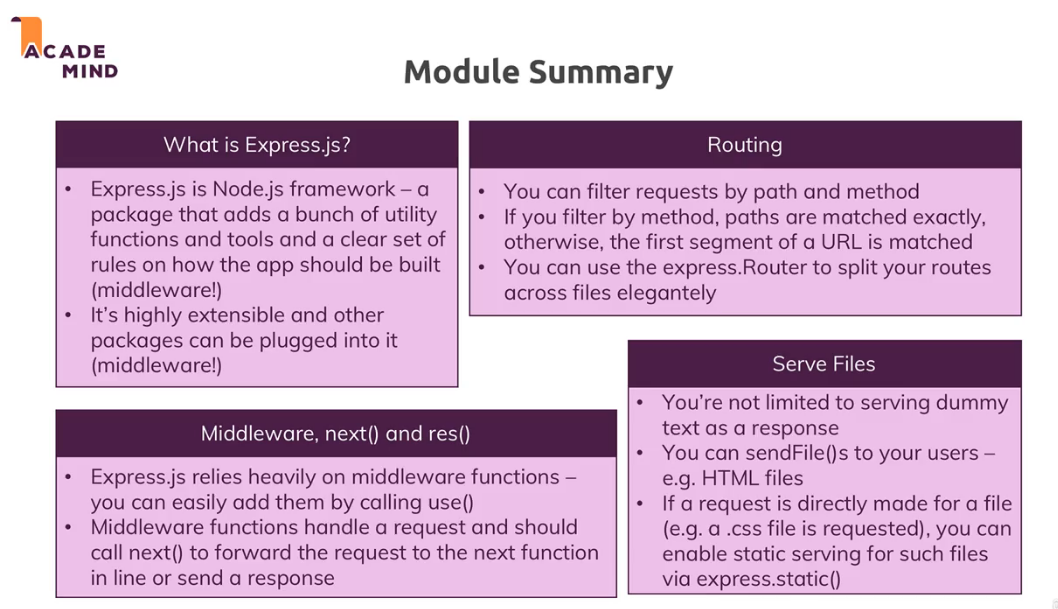 ACADE
MIND
Module Summary
What is Express.js?
• Express.js is Node.js framework – a
package that adds a bunch of utility
functions and tools and a clear set of
rules on how the app should be built
(middleware!)
• It's highly extensible and other
packages can be plugged into it
(middleware!)
Routing
• You can filter requests by path and method
• If you filter by method, paths are matched exactly,
otherwise, the first segment of a URL is matched
• You can use the express.Router to split your routes
across files elegantely
Middleware, next() and res()
• Express.js relies heavily on middleware functions –
you can easily add them by calling use()
• Middleware functions handle a request and should
call next() to forward the request to the next function
in line or send a response
Serve Files
• You're not limited to serving dummy
text as a response
• You can sendFile()s to your users –
e.g. HTML files
• If a request is directly made for a file
(e.g. a .css file is requested), you can
enable static serving for such files
via express.static()